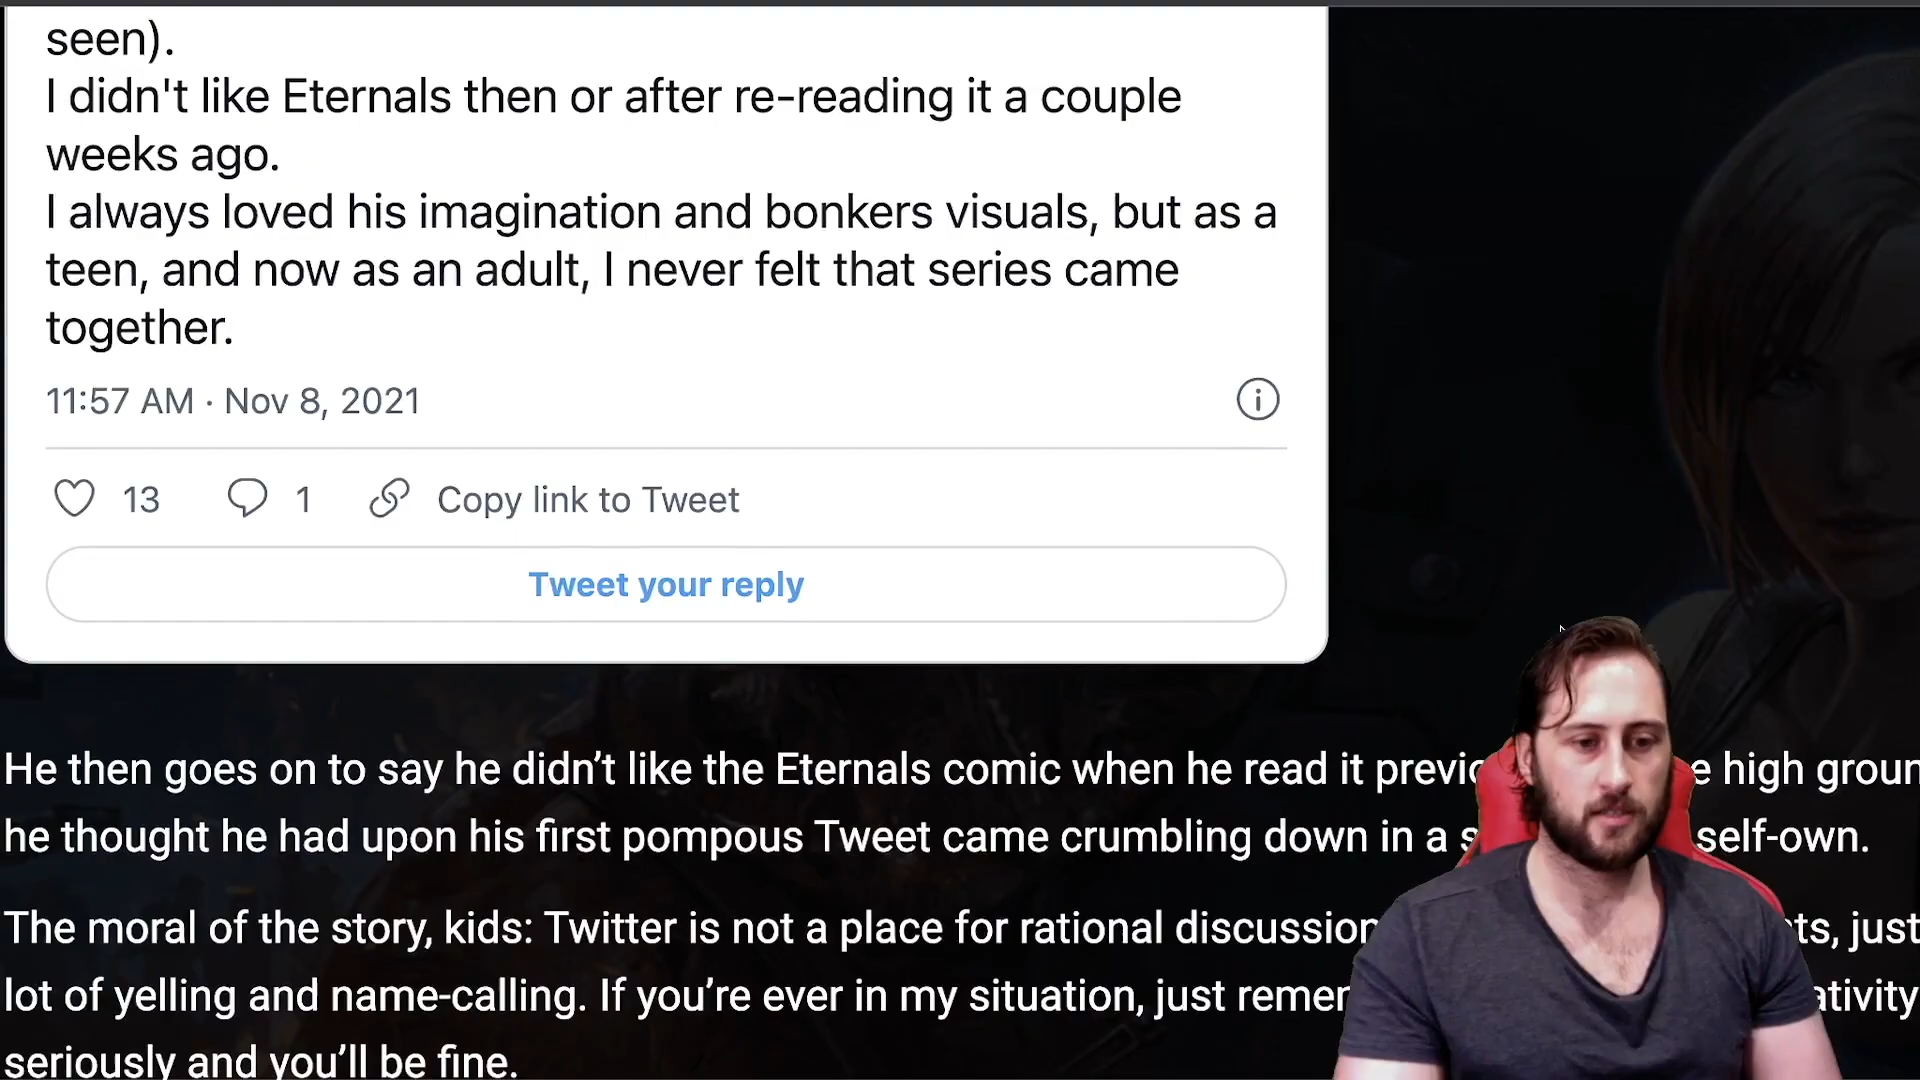 seen).
I didn't like Eternals then or after re-reading it a couple
weeks ago.
I always loved his imagination and bonkers visuals, but as a
teen, and now as an adult, I never felt that series came
together.
11:57 AM · Nov 8, 2021
13 1 Copy link to Tweet
Tweet your reply
He then goes on to say he didn’t like the Eternals comic when he read it high
he thought he had upon his first pompous Tweet came crumbling down in a self-own.
The moral of the story, kids: Twitter is not a place for rational just
lot of yelling and name-calling. If you’re ever in my situation, just
seriously and you’ll be fine.